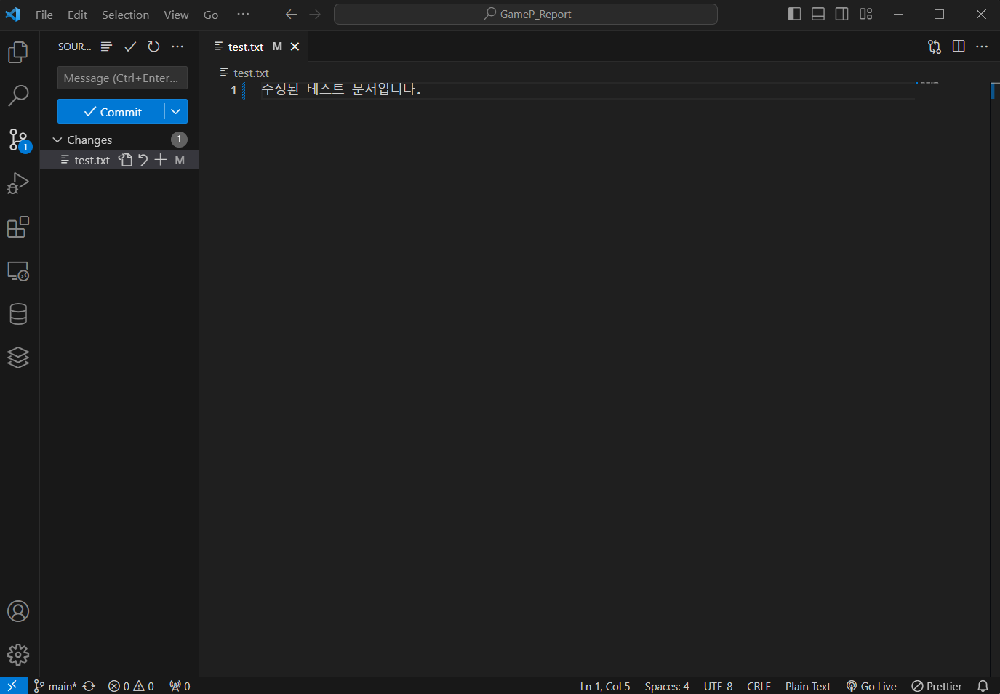 File Edit Selection View Go ···
GameP_Report
SOUR... ···
test.txt M
···
Message (Ctrl+Enter...
test.txt
1 수정된 테스트 문서입니다.
Commit
Changes 1
1
test.txt M
main* 0 0 0 Ln 1, Col 5 Spaces: 4 UTF-8 CRLF Plain Text Go Live Prettier